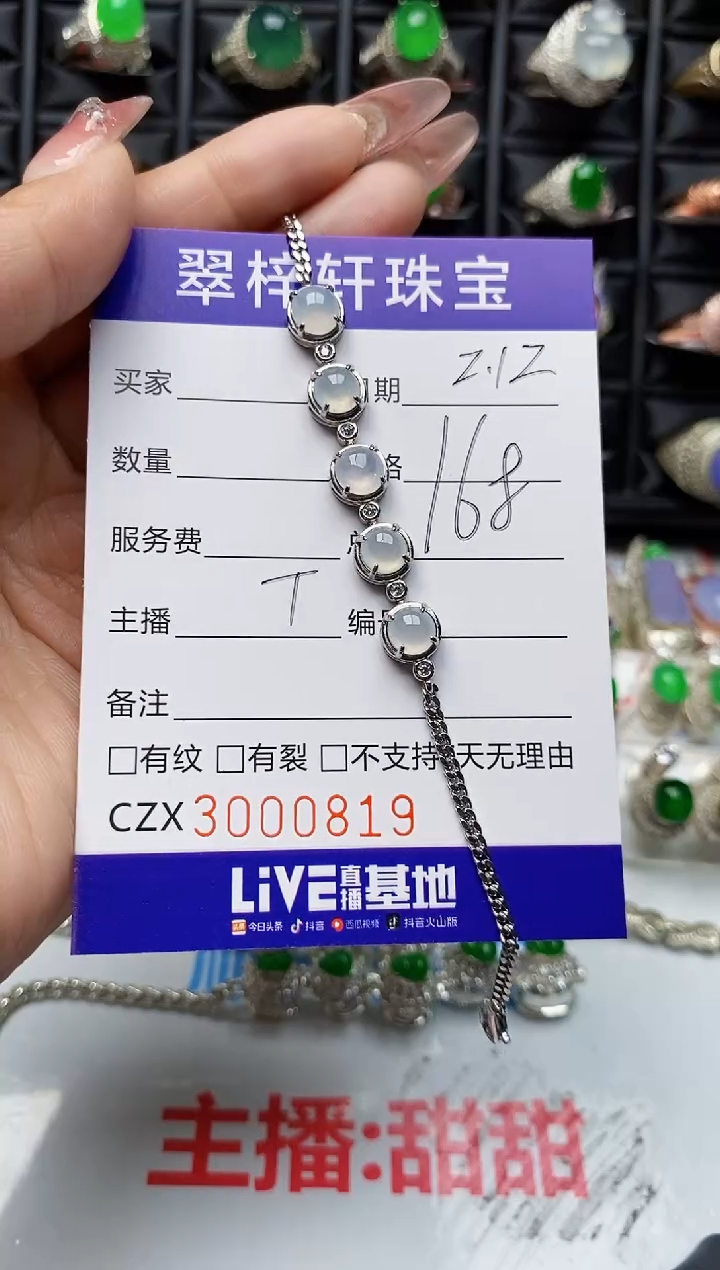 翠梓轩珠宝
买家 期 2.12
数量 格 168
服务费
主播 T 编
备注
□有纹 □有裂 □不支持 天无理由
CZX3000819
LiVE直播基地
今日头条 抖音 西瓜视频 抖音火山版
主播:甜甜